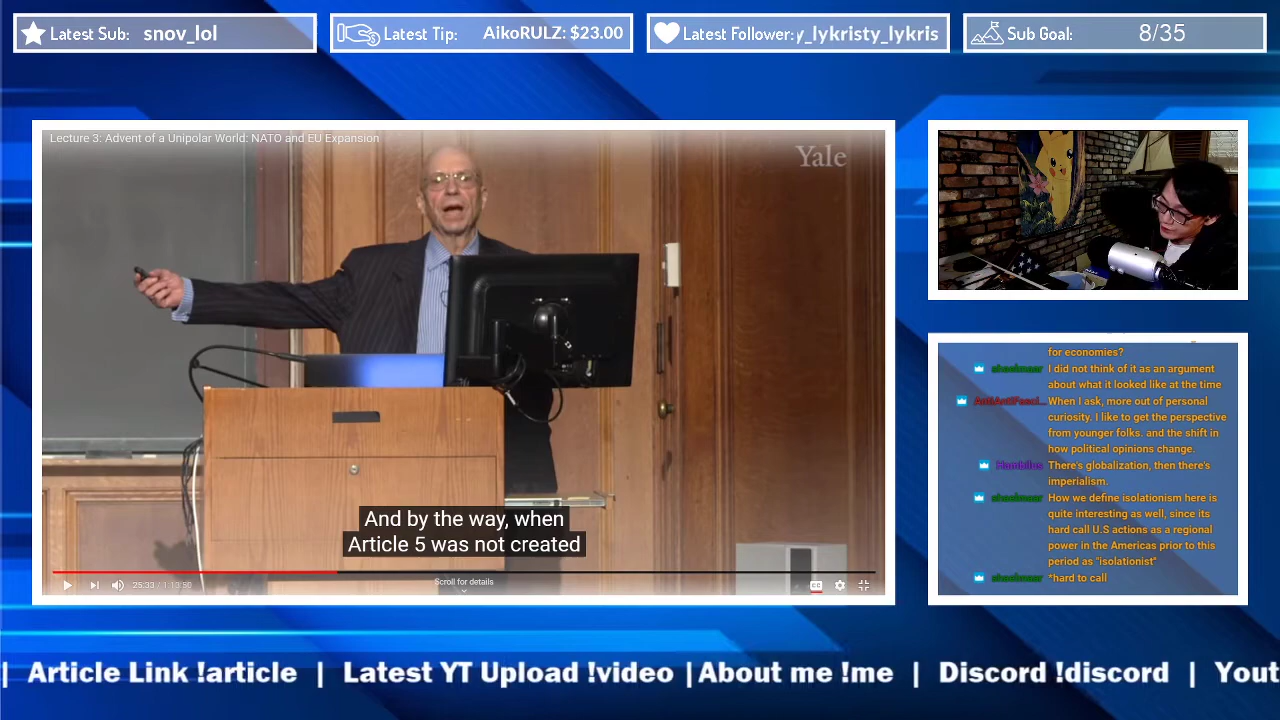 Latest Sub: snov_lol
Latest Tip: AikoRULZ: $23.00
Latest Follower: y_lykristy_lykris
Sub Goal: 8/35
Lecture 3: Advent of a Unipolar World: NATO and EU Expansion
Yale
And by the way, when
Article 5 was not created
25:33 / 1:10:50
Scroll for details
for economies?
I did not think of it as an argument
about what it looked like at the time
When I ask, more out of personal
curiosity. I like to get the perspective
from younger folks. and the shift in
how political opinions change.
There's globalization, then there's
imperialism.
How we define isolationism here is
quite interesting as well, since its
hard call U.S actions as a regional
power in the Americas prior to this
period as "isolationist"
*hard to call
| Article Link !article | Latest YT Upload !video | About me !me | Discord !discord | Yout